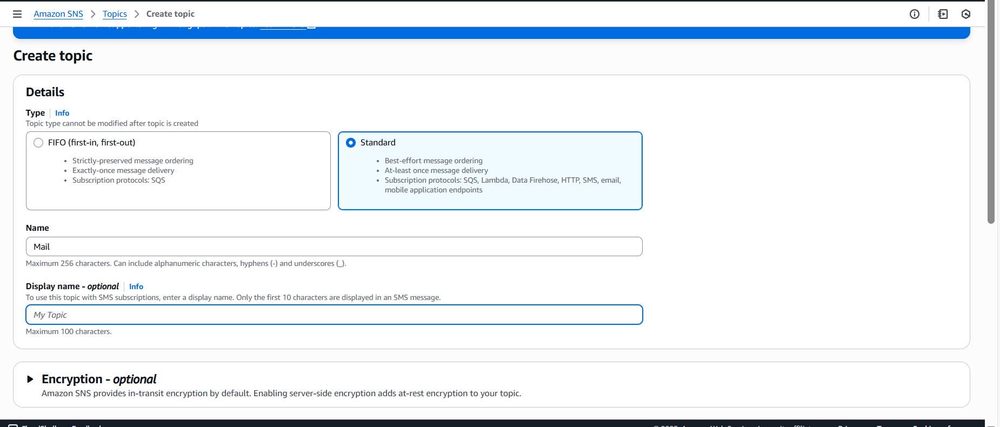 Amazon SNS > Topics > Create topic
Create topic
Details
Type | Info
Topic type cannot be modified after topic is created
FIFO (first-in, first-out)
• Strictly-preserved message ordering
• Exactly-once message delivery
• Subscription protocols: SQS
Standard
• Best-effort message ordering
• At-least once message delivery
• Subscription protocols: SQS, Lambda, Data Firehose, HTTP, SMS, email,
mobile application endpoints
Name
Mail
Maximum 256 characters. Can include alphanumeric characters, hyphens (-) and underscores (_).
Display name - optional | Info
To use this topic with SMS subscriptions, enter a display name. Only the first 10 characters are displayed in an SMS message.
My Topic
Maximum 100 characters.
Encryption - optional
Amazon SNS provides in-transit encryption by default. Enabling server-side encryption adds at-rest encryption to your topic.